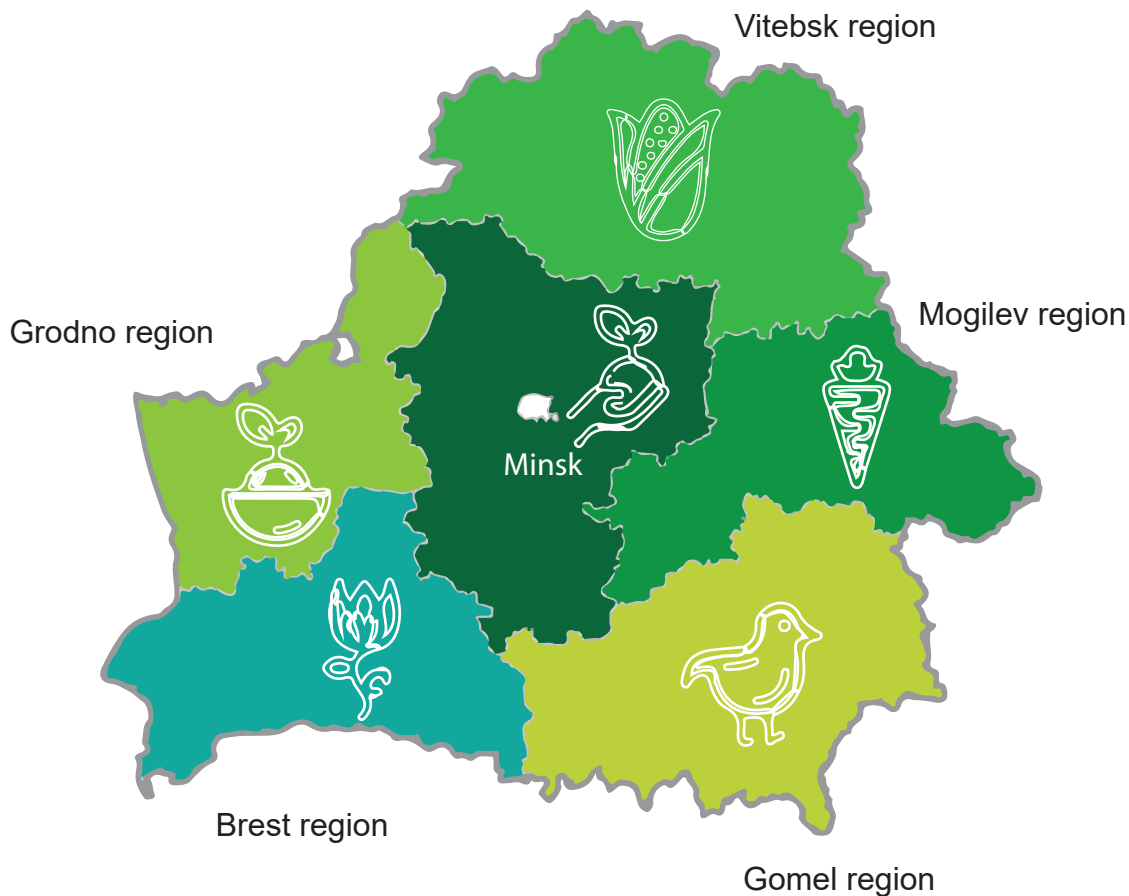 Vitebsk region
Mogilev region
Grodno region
Minsk
Brest region
Gomel region